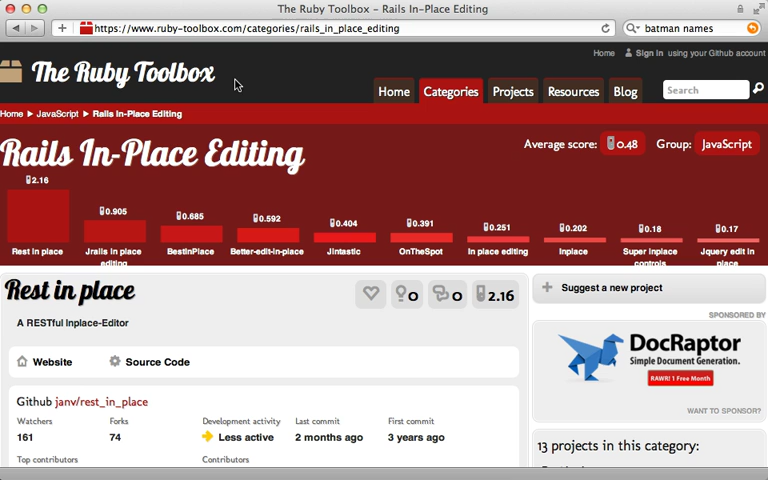 The Ruby Toolbox - Rails In-Place Editing
https://www.ruby-toolbox.com/categories/rails_in_place_editing
batman names
Home Sign in using your Github account
The Ruby Toolbox
Home Categories Projects Resources Blog Search
Home ▶ JavaScript ▶ Rails In-Place Editing
Rails In-Place Editing
Average score: 0.48 Group: JavaScript
2.16 0.905 0.685 0.592 0.404 0.391 0.251 0.202 0.18 0.17
Rest in place
Jrails in place editing
BestInPlace
Better-edit-in-place
Jintastic
OnTheSpot
In place editing
Inplace
Super inplace controls
Jquery edit in place
Rest in place
0 0 2.16
A RESTful Inplace-Editor
Website Source Code
Github janv/rest_in_place
Watchers Forks Development activity Last commit First commit
161 74 Less active 2 months ago 3 years ago
Top contributors Contributors
Suggest a new project
SPONSORED BY
DocRaptor
Simple Document Generation.
RAWR! 1 Free Month
WANT TO SPONSOR?
13 projects in this category: